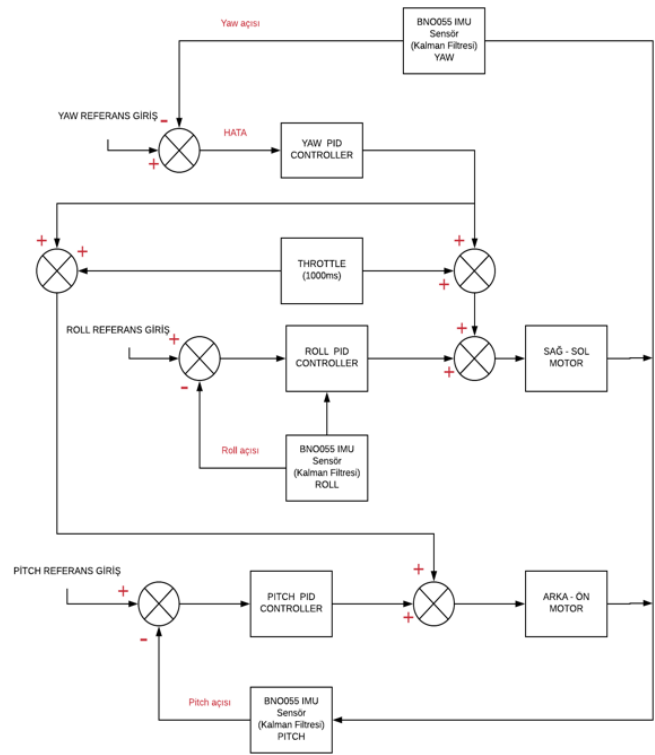 Yaw açısı
BNO055 IMU
Sensör
(Kalman Filtresi)
YAW
YAW REFERANS GİRİŞ
-
+
HATA
YAW PID
CONTROLLER
+
+
+
+
THROTTLE
(1000ms)
ROLL REFERANS GİRİŞ
+
-
ROLL PID
CONTROLLER
+
+
SAĞ - SOL
MOTOR
Roll açısı
BNO055 IMU
Sensör
(Kalman Filtresi)
ROLL
PİTCH REFERANS GİRİŞ
+
-
PITCH PID
CONTROLLER
+
+
ARKA - ÖN
MOTOR
Pitch açısı
BNO055 IMU
Sensör
(Kalman Filtresi)
PITCH